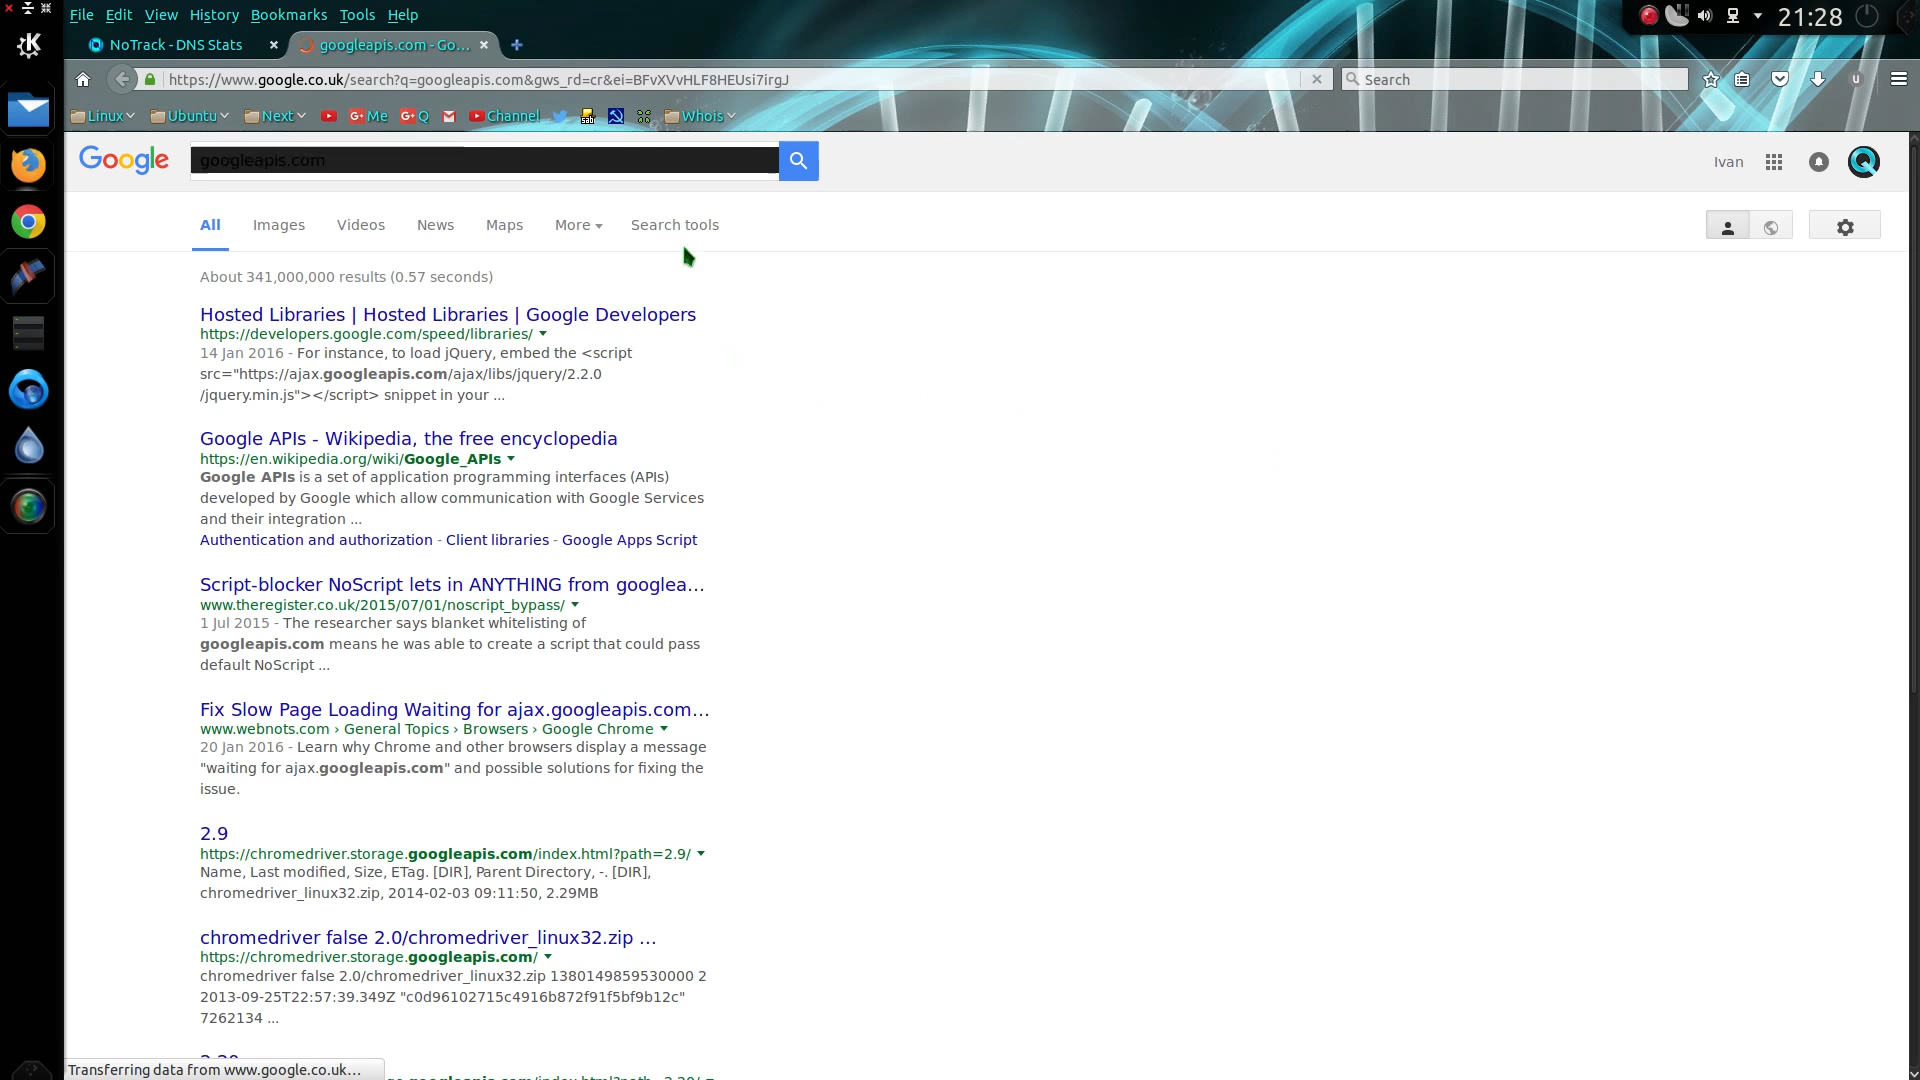 File Edit View History Bookmarks Tools Help
21:28
NoTrack - DNS Stats
googleapis.com - Go...
https://www.google.co.uk/search?q=googleapis.com&gws_rd=cr&ei=BFvXVvHLF8HEUsi7irgJ
Search
Linux
Ubuntu
Next
G+ Me
G+ Q
Channel
Whois
Google
googleapis.com
Ivan
All
Images
Videos
News
Maps
More
Search tools
About 341,000,000 results (0.57 seconds)
Hosted Libraries | Hosted Libraries | Google Developers
https://developers.google.com/speed/libraries/
14 Jan 2016 - For instance, to load jQuery, embed the <script
src="https://ajax.googleapis.com/ajax/libs/jquery/2.2.0
/jquery.min.js"></script> snippet in your ...
Google APIs - Wikipedia, the free encyclopedia
https://en.wikipedia.org/wiki/Google_APIs
Google APIs is a set of application programming interfaces (APIs)
developed by Google which allow communication with Google Services
and their integration ...
Authentication and authorization - Client libraries - Google Apps Script
Script-blocker NoScript lets in ANYTHING from googlea...
www.theregister.co.uk/2015/07/01/noscript_bypass/
1 Jul 2015 - The researcher says blanket whitelisting of
googleapis.com means he was able to create a script that could pass
default NoScript ...
Fix Slow Page Loading Waiting for ajax.googleapis.com...
www.webnots.com › General Topics › Browsers › Google Chrome
20 Jan 2016 - Learn why Chrome and other browsers display a message
"waiting for ajax.googleapis.com" and possible solutions for fixing the
issue.
2.9
https://chromedriver.storage.googleapis.com/index.html?path=2.9/
Name, Last modified, Size, ETag. [DIR], Parent Directory, -. [DIR],
chromedriver_linux32.zip, 2014-02-03 09:11:50, 2.29MB
chromedriver false 2.0/chromedriver_linux32.zip ...
https://chromedriver.storage.googleapis.com/
chromedriver false 2.0/chromedriver_linux32.zip 1380149859530000 2
2013-09-25T22:57:39.349Z "c0d96102715c4916b872f91f5bf9b12c"
7262134 ...
Transferring data from www.google.co.uk...